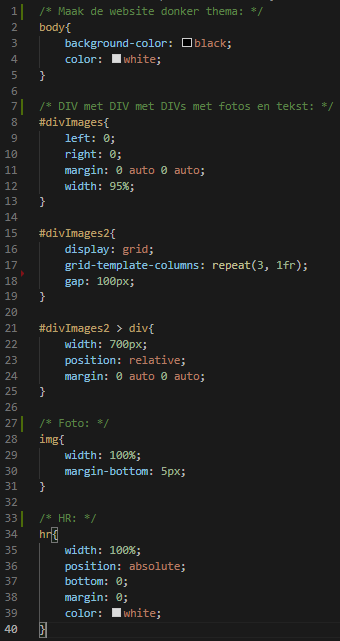 1 /* Maak de website donker thema: */
2 body{
3     background-color: black;
4     color: white;
5 }
6
7 /* DIV met DIV met DIVs met fotos en tekst: */
8 #divImages{
9     left: 0;
10     right: 0;
11     margin: 0 auto 0 auto;
12     width: 95%;
13 }
14
15 #divImages2{
16     display: grid;
17     grid-template-columns: repeat(3, 1fr);
18     gap: 100px;
19 }
20
21 #divImages2 > div{
22     width: 700px;
23     position: relative;
24     margin: 0 auto 0 auto;
25 }
26
27 /* Foto: */
28 img{
29     width: 100%;
30     margin-bottom: 5px;
31 }
32
33 /* HR: */
34 hr{
35     width: 100%;
36     position: absolute;
37     bottom: 0;
38     margin: 0;
39     color: white;
40 }